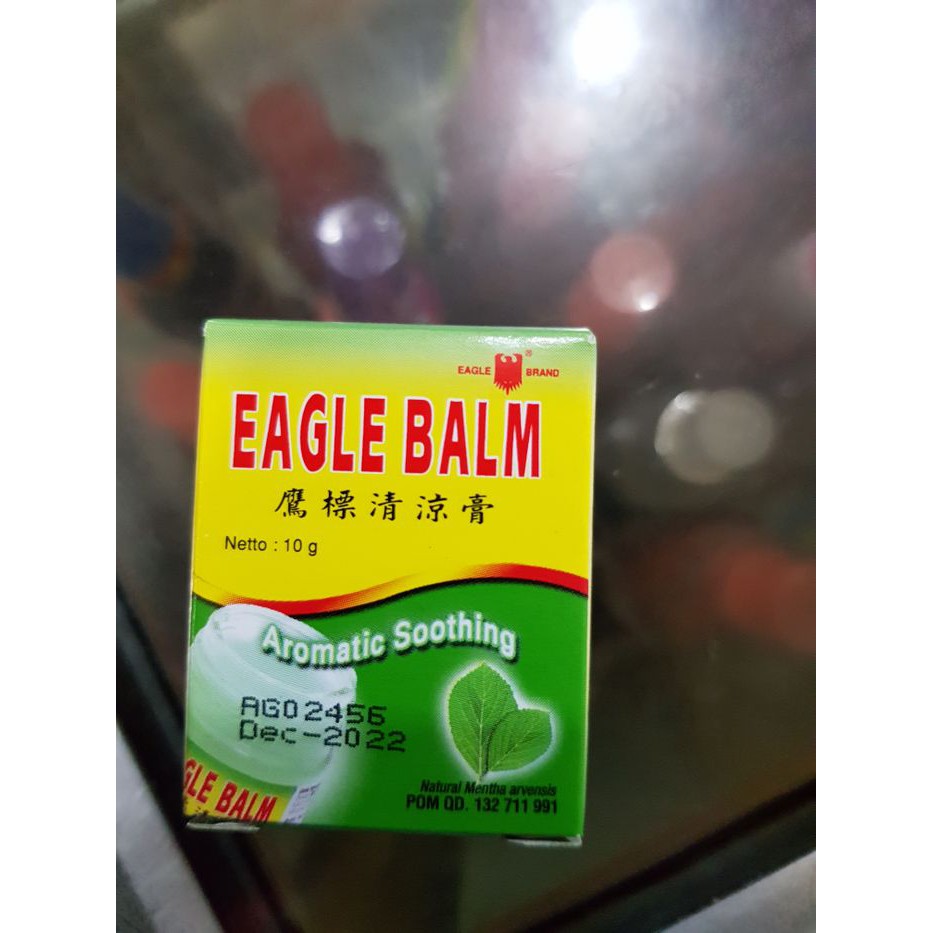 EAGLE BRAND
EAGLE BALM
鷹標清涼膏
Netto : 10 g
Aromatic Soothing
AG02456
Dec-2022
GLE BALM
Natural Mentha arvensis
POM QD. 132 711 991